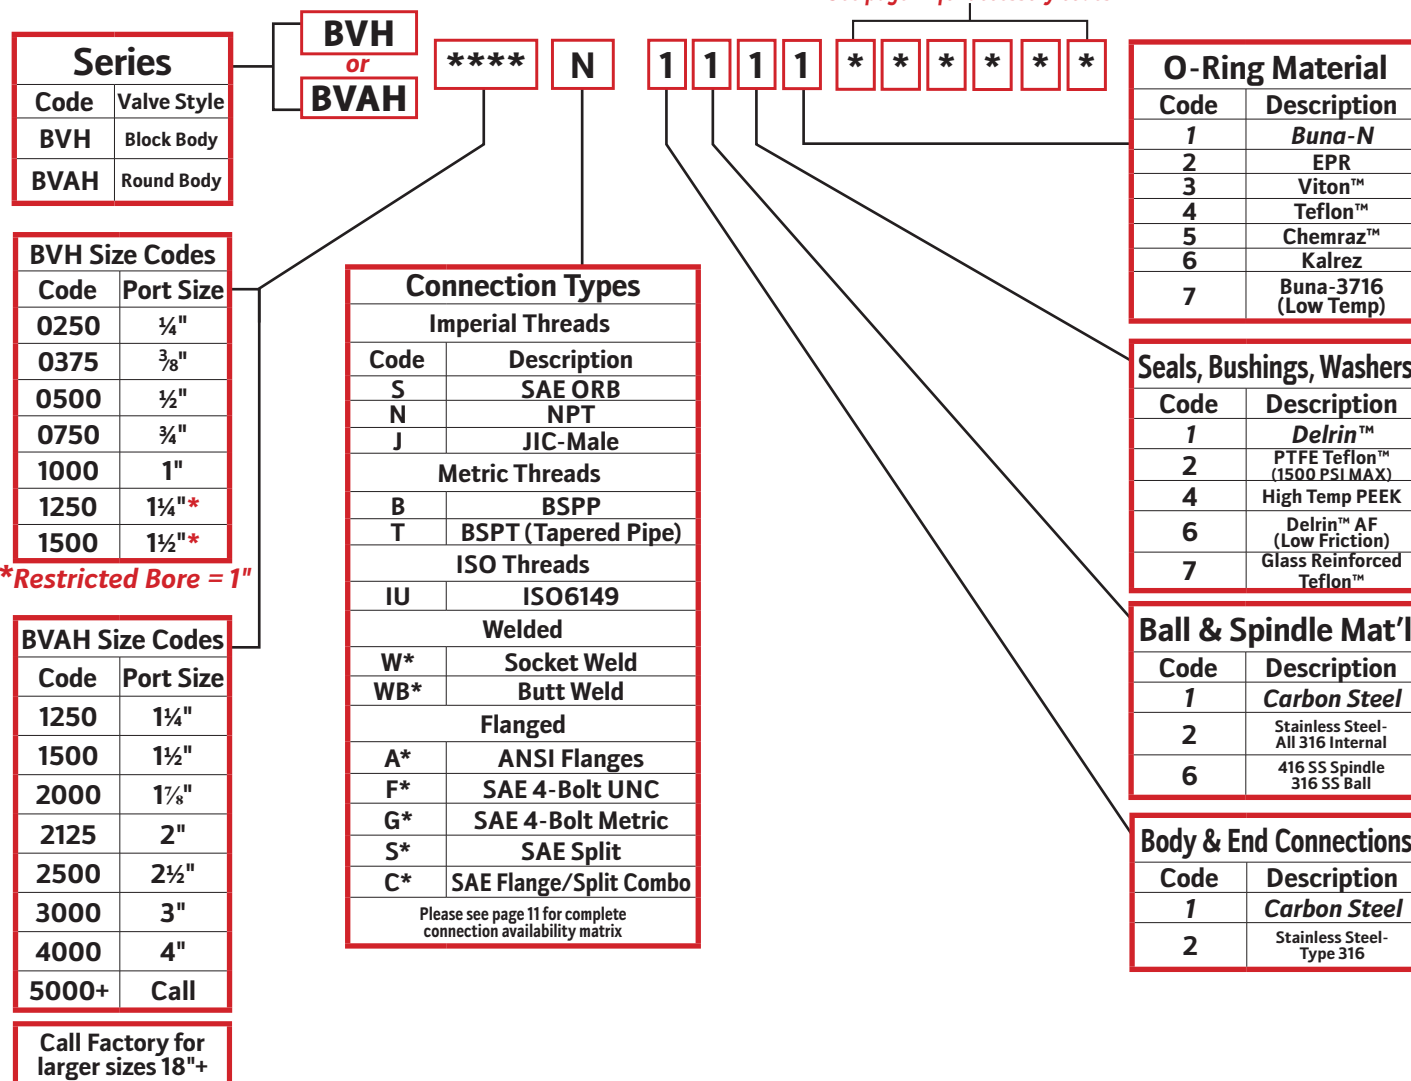 BVH
or
BVAH
****
N
1
1
1
1
*
*
*
*
*
*
Series
Code Valve Style
BVH Block Body
BVAH Round Body
BVH Size Codes
Code Port Size
0250 ¼"
0375 ⅜"
0500 ½"
0750 ¾"
1000 1"
1250 1¼"*
1500 1½"*
*Restricted Bore = 1"
BVAH Size Codes
Code Port Size
1250 1¼"
1500 1½"
2000 1⅞"
2125 2"
2500 2½"
3000 3"
4000 4"
5000+ Call
Call Factory for
larger sizes 18"+
Connection Types
Imperial Threads
Code Description
S SAE ORB
N NPT
J JIC-Male
Metric Threads
B BSPP
T BSPT (Tapered Pipe)
ISO Threads
IU ISO6149
Welded
W* Socket Weld
WB* Butt Weld
Flanged
A* ANSI Flanges
F* SAE 4-Bolt UNC
G* SAE 4-Bolt Metric
S* SAE Split
C* SAE Flange/Split Combo
Please see page 11 for complete
connection availability matrix
O-Ring Material
Code Description
1 Buna-N
2 EPR
3 Viton™
4 Teflon™
5 Chemraz™
6 Kalrez
7 Buna-3716
(Low Temp)
Seals, Bushings, Washers
Code Description
1 Delrin™
2 PTFE Teflon™
(1500 PSI MAX)
4 High Temp PEEK
6 Delrin™ AF
(Low Friction)
7 Glass Reinforced
Teflon™
Ball & Spindle Mat'l
Code Description
1 Carbon Steel
2 Stainless Steel-
All 316 Internal
6 416 SS Spindle
316 SS Ball
Body & End Connections
Code Description
1 Carbon Steel
2 Stainless Steel-
Type 316